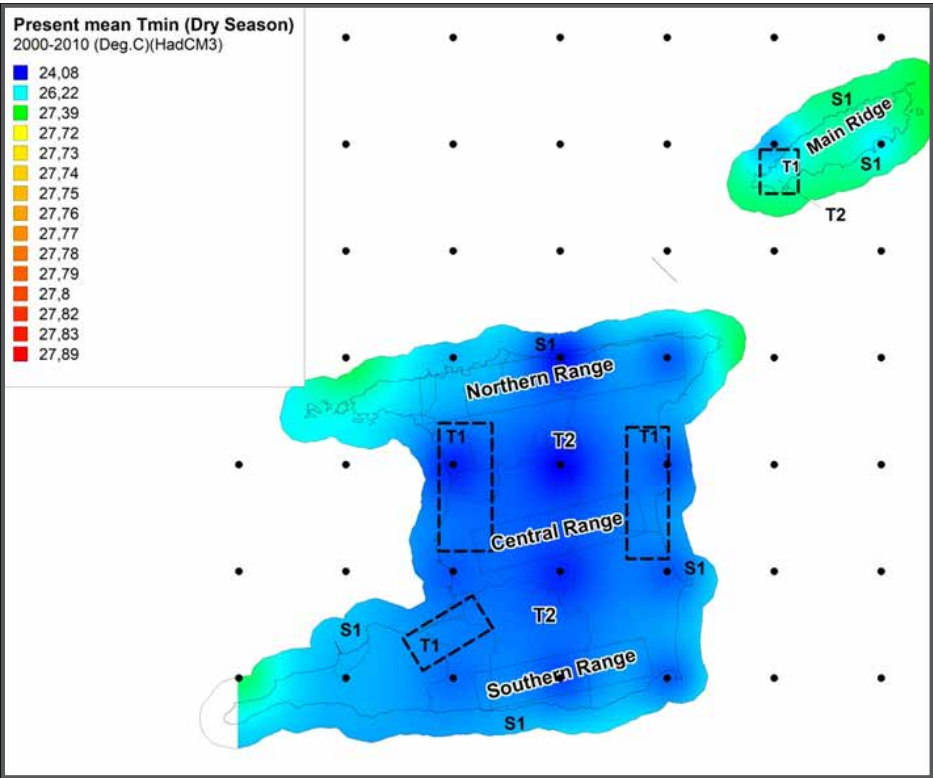 Present mean Tmin (Dry Season)
2000-2010 (Deg.C)(HadCM3)
24,08
26,22
27,39
27,72
27,73
27,74
27,75
27,76
27,77
27,78
27,79
27,8
27,82
27,83
27,89
S1
Main Ridge
T1
S1
T2
S1
Northern Range
T1
T2
T1
Central Range
S1
T2
S1
T1
Southern Range
S1